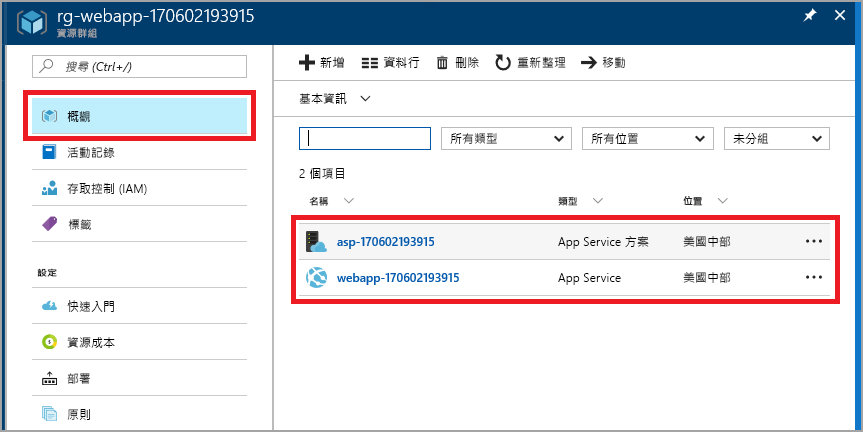 rg-webapp-170602193915
資源群組
搜尋 (Ctrl+/)
概觀
活動記錄
存取控制 (IAM)
標籤
設定
快速入門
資源成本
部署
原則
新增 資料行 刪除 重新整理 移動
基本資訊
所有類型 所有位置 未分組
2 個項目
名稱 類型 位置
asp-170602193915 App Service 方案 美國中部
webapp-170602193915 App Service 美國中部